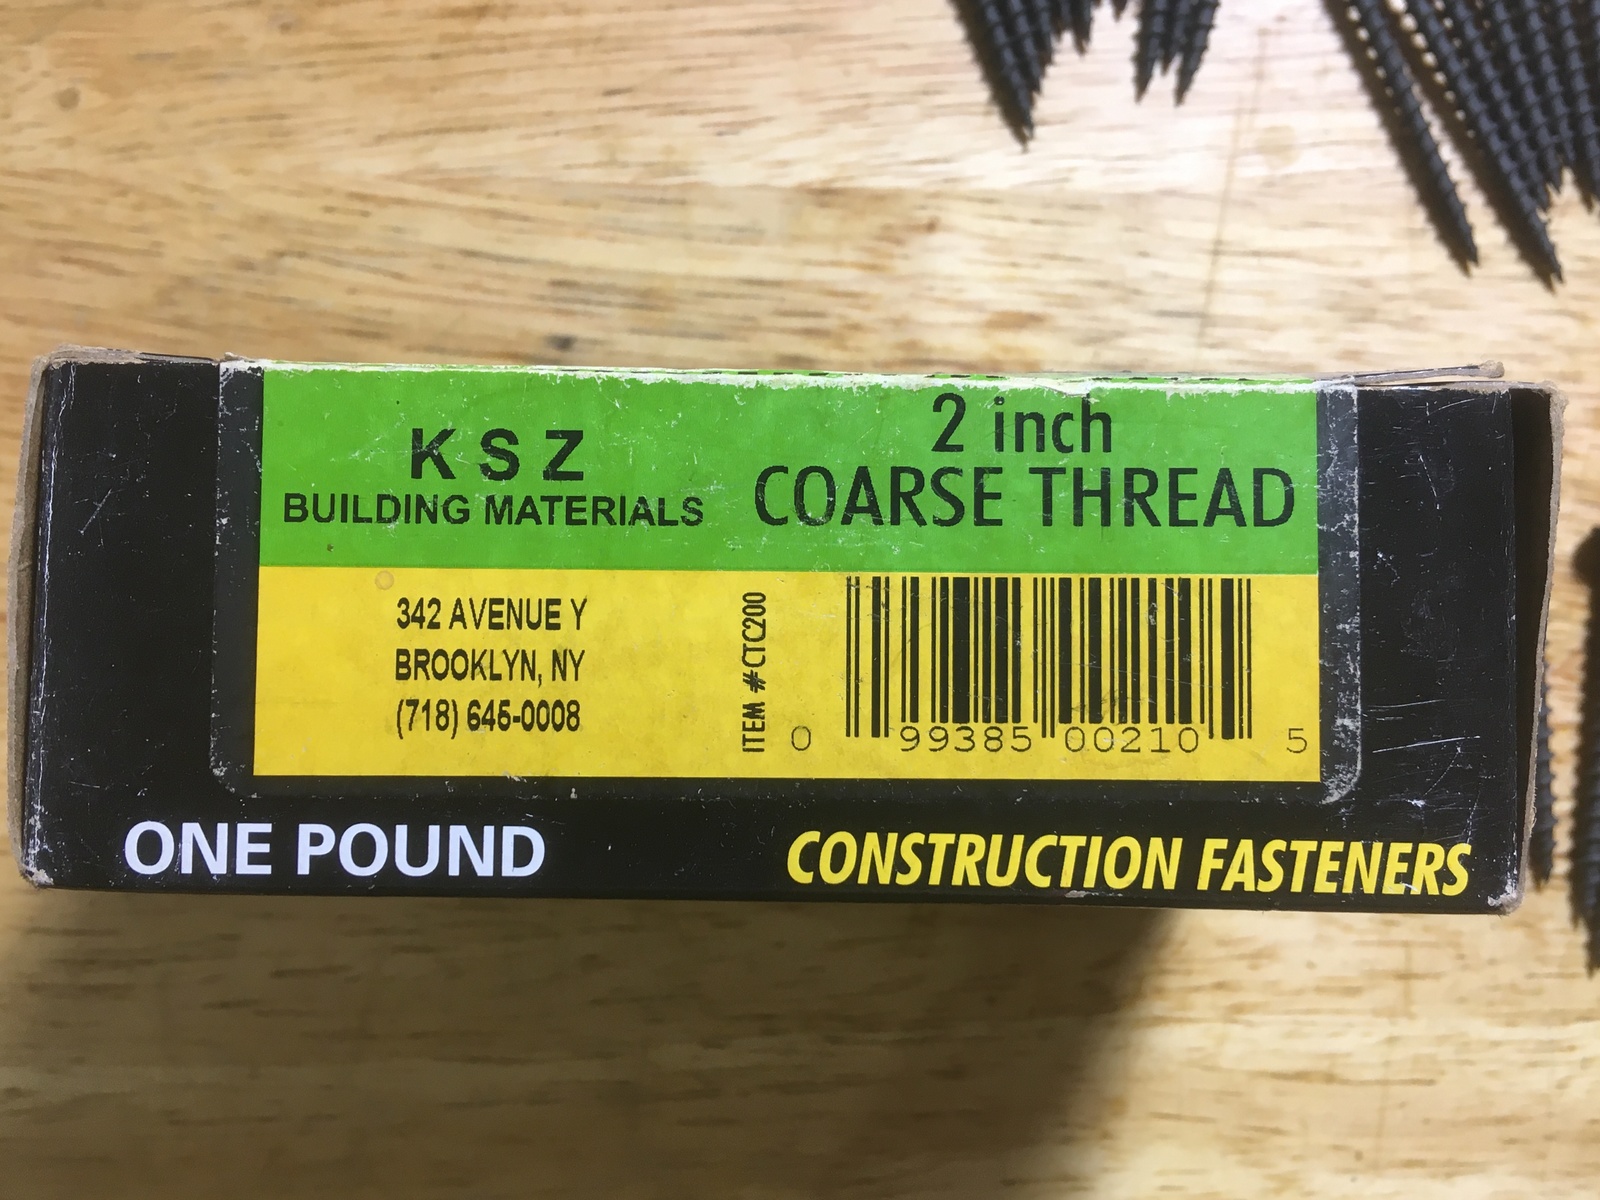 K S Z
BUILDING MATERIALS
2 inch
COARSE THREAD
342 AVENUE Y
BROOKLYN, NY
(718) 645-0008
ITEM #CTC200
0 99385 00210 5
ONE POUND
CONSTRUCTION FASTENERS